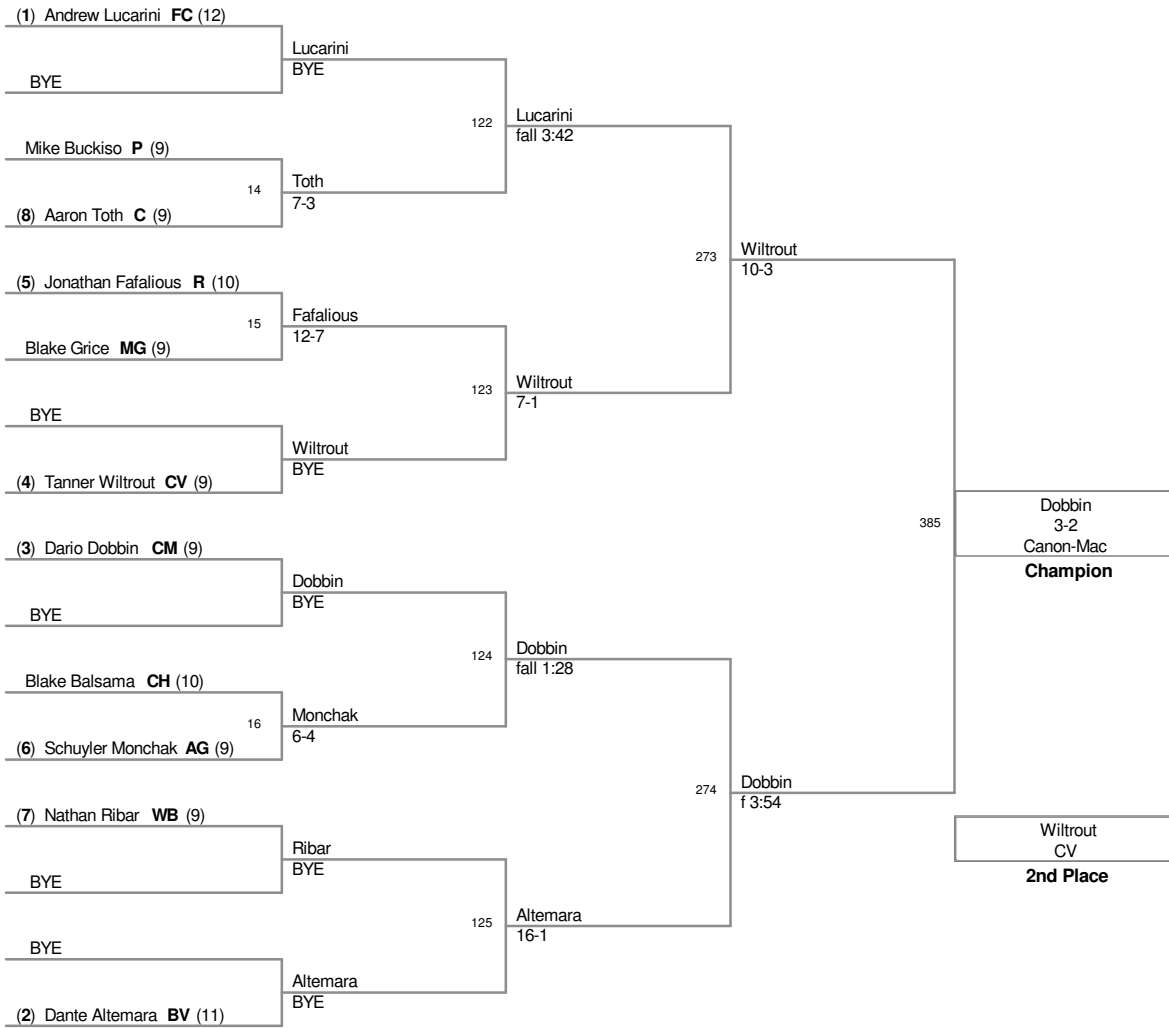 (1) Andrew Lucarini FC (12)
BYE
Mike Buckiso P (9)
14
(8) Aaron Toth C (9)
(5) Jonathan Fafalious R (10)
15
Blake Grice MG (9)
BYE
(4) Tanner Wiltrout CV (9)
(3) Dario Dobbin CM (9)
BYE
Blake Balsama CH (10)
16
(6) Schuyler Monchak AG (9)
(7) Nathan Ribar WB (9)
BYE
BYE
(2) Dante Altemara BV (11)
Lucarini
BYE
122
Toth
7-3
Fafalious
12-7
123
Wiltrout
BYE
Dobbin
BYE
124
Monchak
6-4
Ribar
BYE
125
Altemara
BYE
Lucarini
fall 3:42
273
Wiltrout
7-1
Dobbin
fall 1:28
274
Altemara
16-1
Wiltrout
10-3
385
Dobbin
f 3:54
Dobbin
3-2
Canon-Mac
Champion
Wiltrout
CV
2nd Place